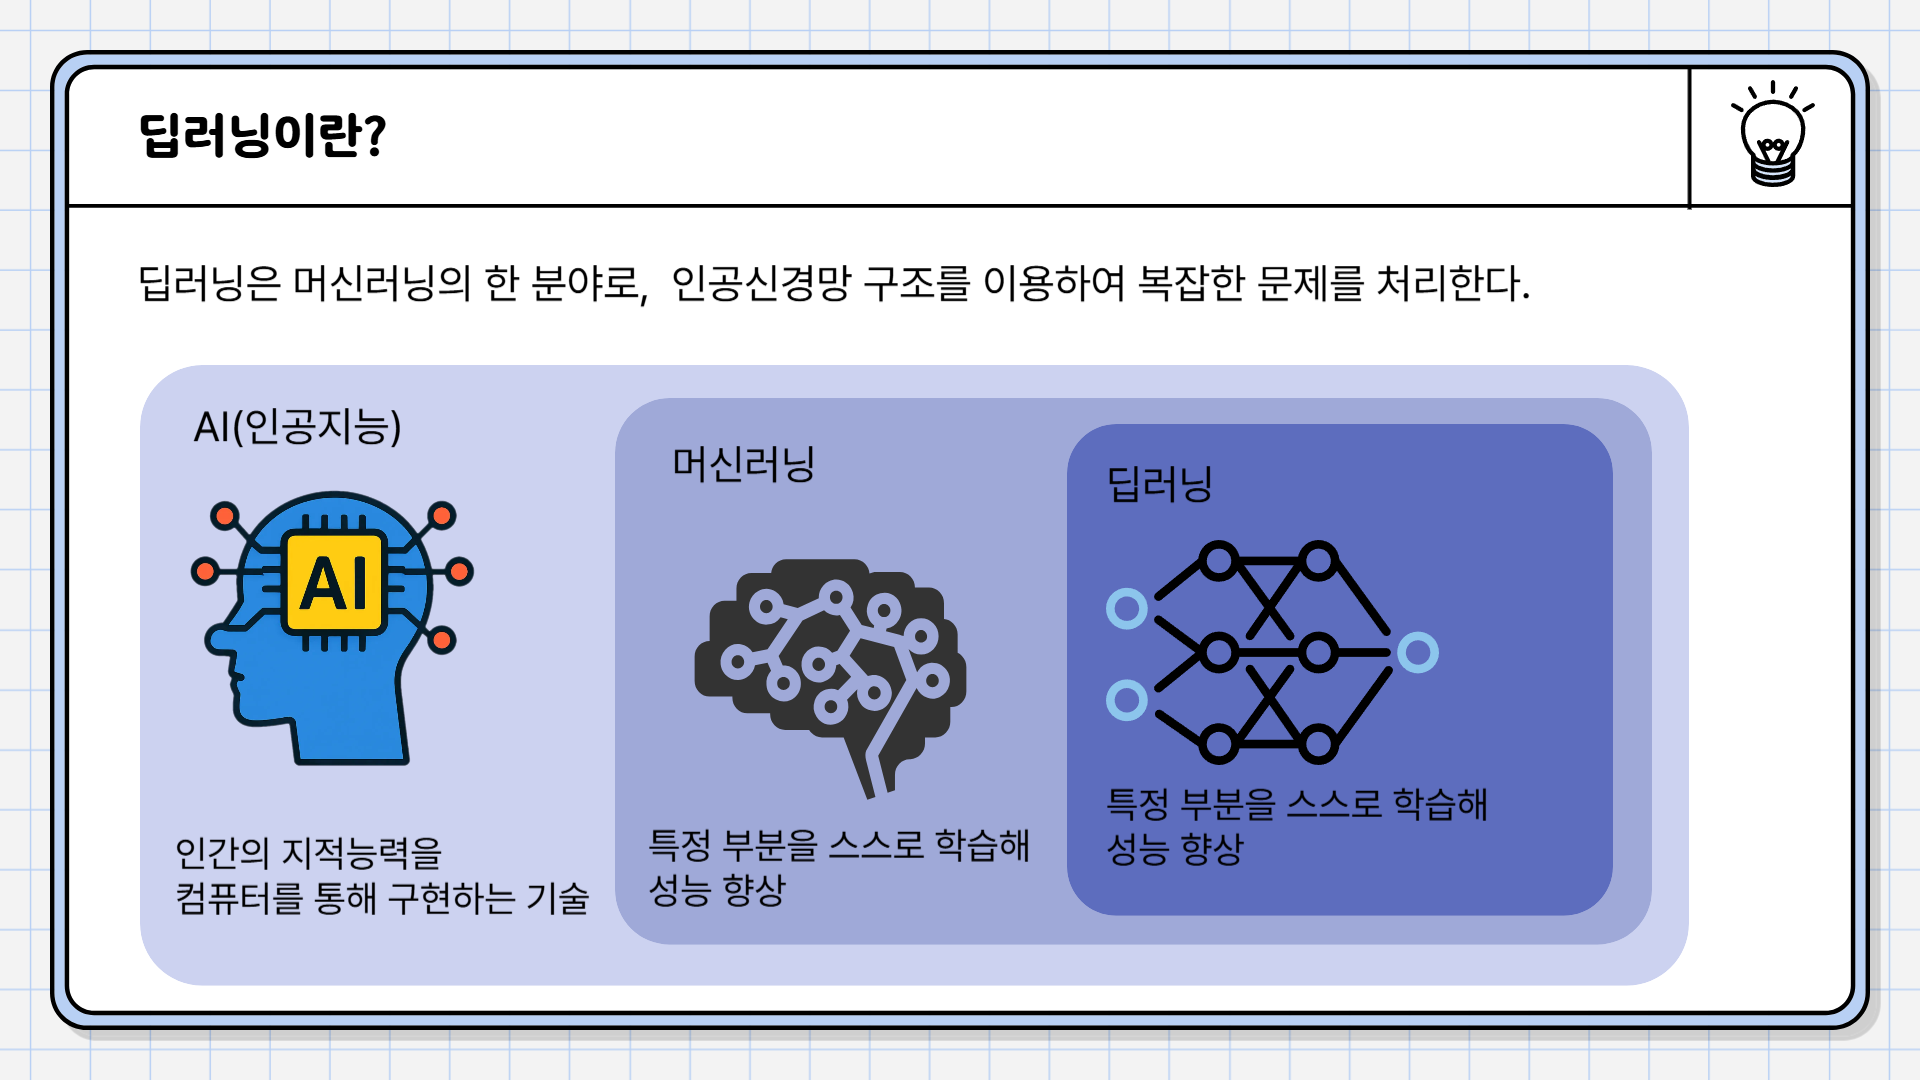 딥러닝이란?
딥러닝은 머신러닝의 한 분야로, 인공신경망 구조를 이용하여 복잡한 문제를 처리한다.
AI(인공지능)
AI
인간의 지적능력을
컴퓨터를 통해 구현하는 기술
머신러닝
특정 부분을 스스로 학습해
성능 향상
딥러닝
특정 부분을 스스로 학습해
성능 향상